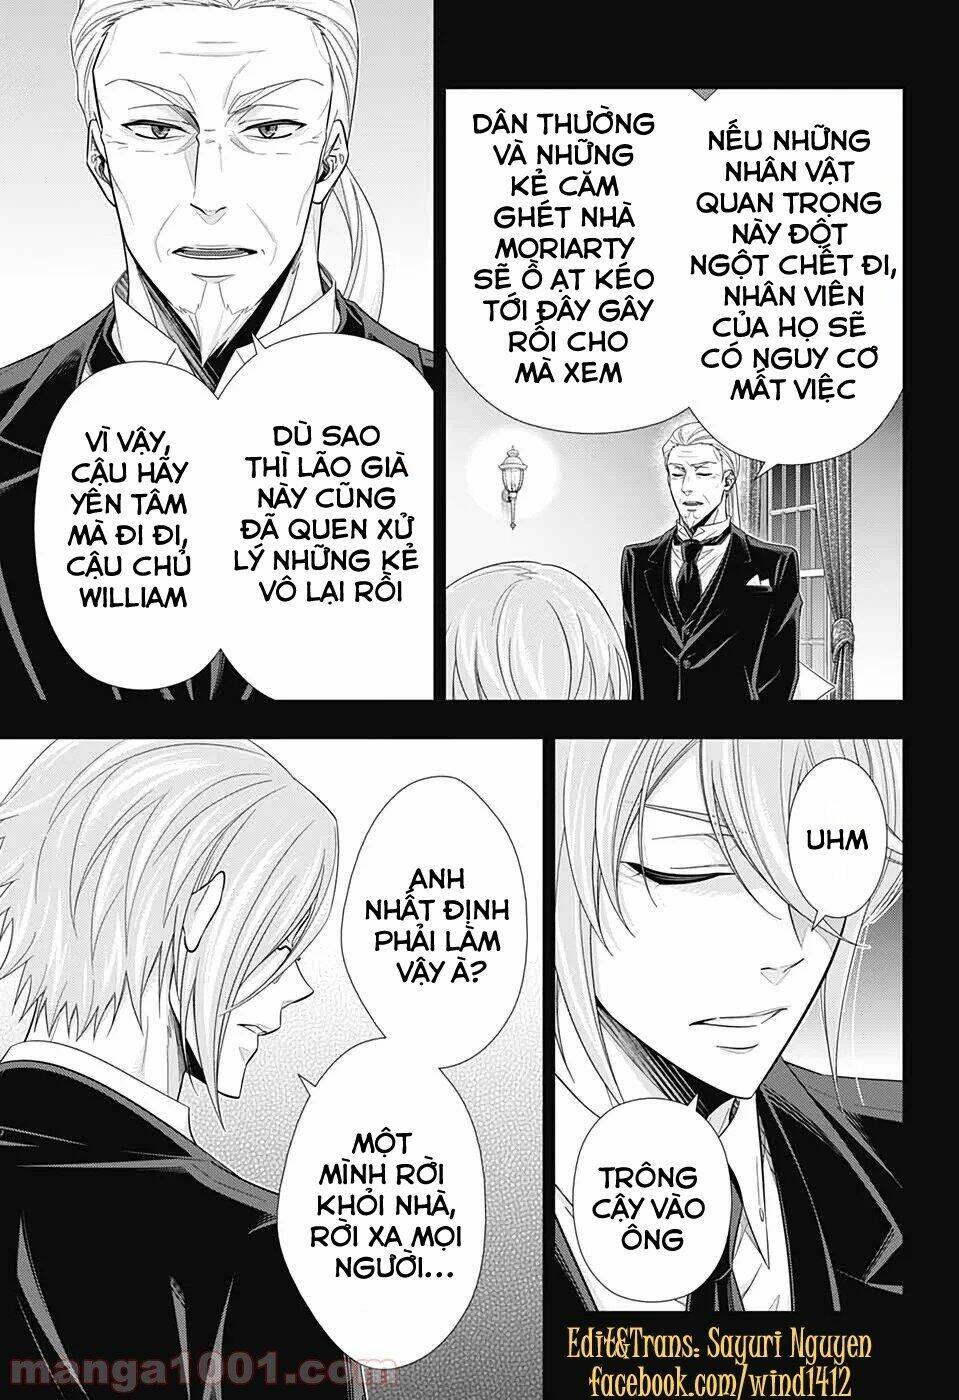 NẾU NHỮNG
NHÂN VẬT
QUAN TRỌNG
NÀY ĐỘT
NGỘT CHẾT ĐI,
NHÂN VIÊN
CỦA HỌ SẼ
CÓ NGUY CƠ
MẤT VIỆC
DÂN THƯỜNG
VÀ NHỮNG
KẺ CĂM
GHÉT NHÀ
MORIARTY
SẼ Ồ ẠT KÉO
TỚI ĐÂY GÂY
RỐI CHO
MÀ XEM
DÙ SAO
THÌ LÃO GIÀ
NÀY CŨNG
ĐÃ QUEN XỬ
LÝ NHỮNG KẺ
VÔ LẠI RỒI
VÌ VẬY,
CẬU HÃY
YÊN TÂM
MÀ ĐI ĐI,
CẬU CHỦ
WILLIAM
UHM
TRÔNG
CẬY VÀO
ÔNG
ANH
NHẤT ĐỊNH
PHẢI LÀM
VẬY À?
MỘT
MÌNH RỜI
KHỎI NHÀ,
RỜI XA MỌI
NGƯỜI...
Edit&Trans: Sayuri Nguyen
facebook.com/wind1412
manga1001.com